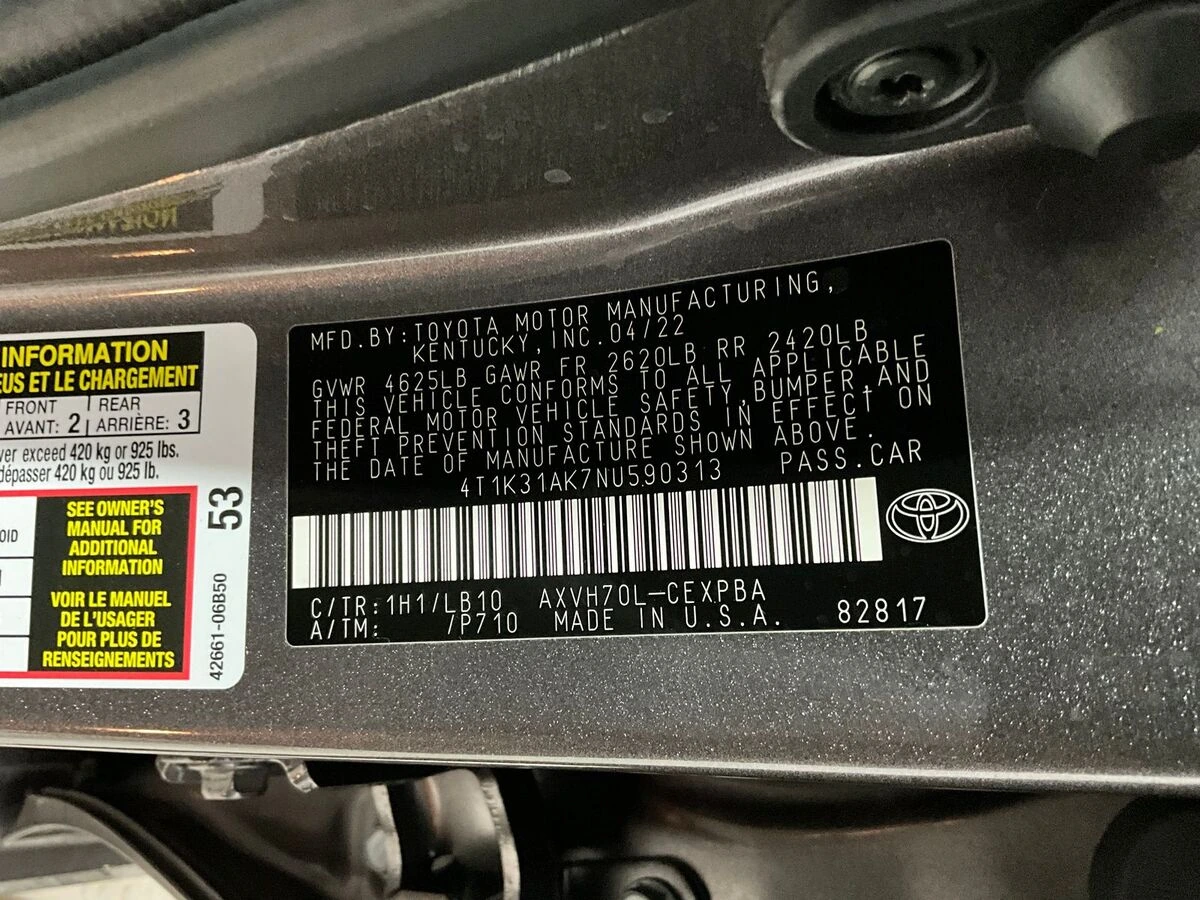 INFORMATION
EUS ET LE CHARGEMENT
FRONT
AVANT: 2
REAR
ARRIÈRE: 3
exceed 420 kg or 925 lbs.
dépasser 420 kg ou 925 lb.
SEE OWNER'S
MANUAL FOR
ADDITIONAL
INFORMATION
VOIR LE MANUEL
DE L'USAGER
POUR PLUS DE
RENSEIGNEMENTS
53
42661-06B50
MFD.BY:TOYOTA MOTOR MANUFACTURING,
KENTUCKY,INC.04/22
GVWR 4625LB GAWR FR 2620LB RR 2420LB
THIS VEHICLE CONFORMS TO ALL APPLICABLE
FEDERAL MOTOR VEHICLE SAFETY,BUMPER,AND
THEFT PREVENTION STANDARDS IN EFFECT ON
THE DATE OF MANUFACTURE SHOWN ABOVE.
4T1K31AK7NU590313 PASS.CAR
C/TR:1H1/LB10 AXVH70L-CEXPBA
A/TM: /P710 MADE IN U.S.A. 82817